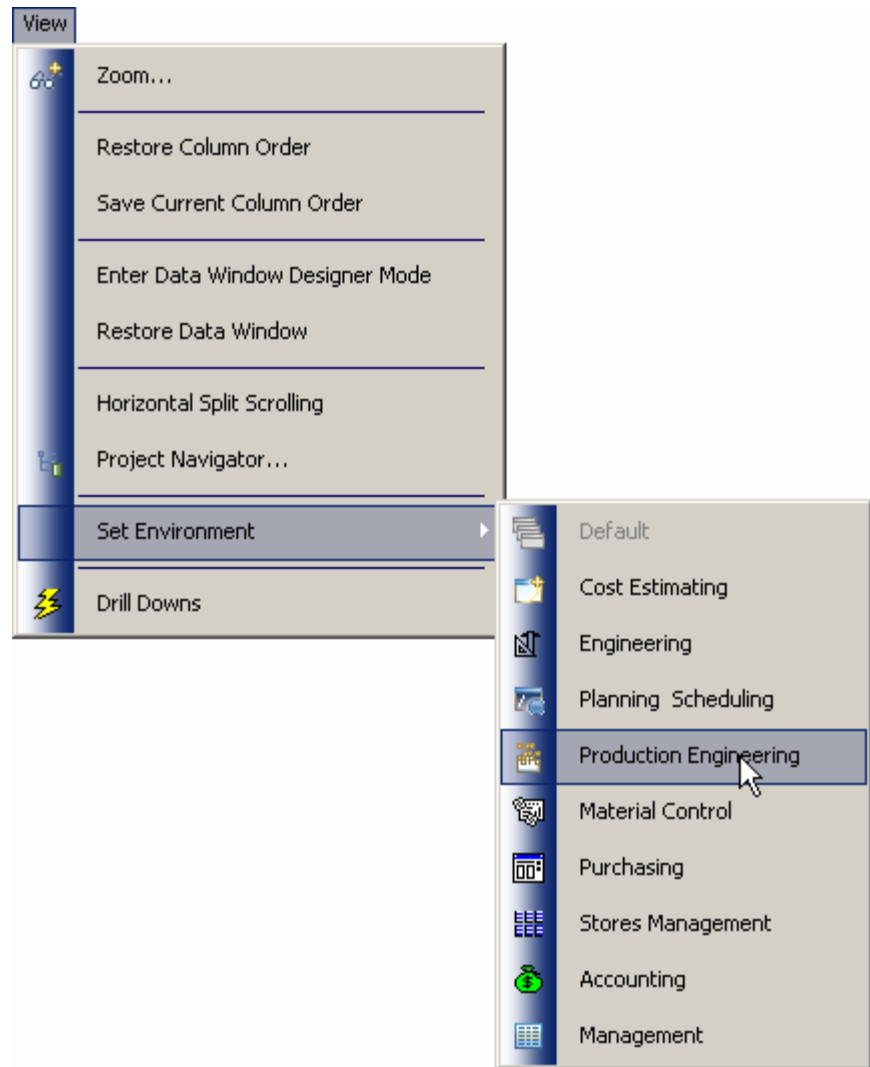 View
Zoom...
Restore Column Order
Save Current Column Order
Enter Data Window Designer Mode
Restore Data Window
Horizontal Split Scrolling
Project Navigator...
Set Environment
Drill Downs
Default
Cost Estimating
Engineering
Planning  Scheduling
Production Engineering
Material Control
Purchasing
Stores Management
Accounting
Management